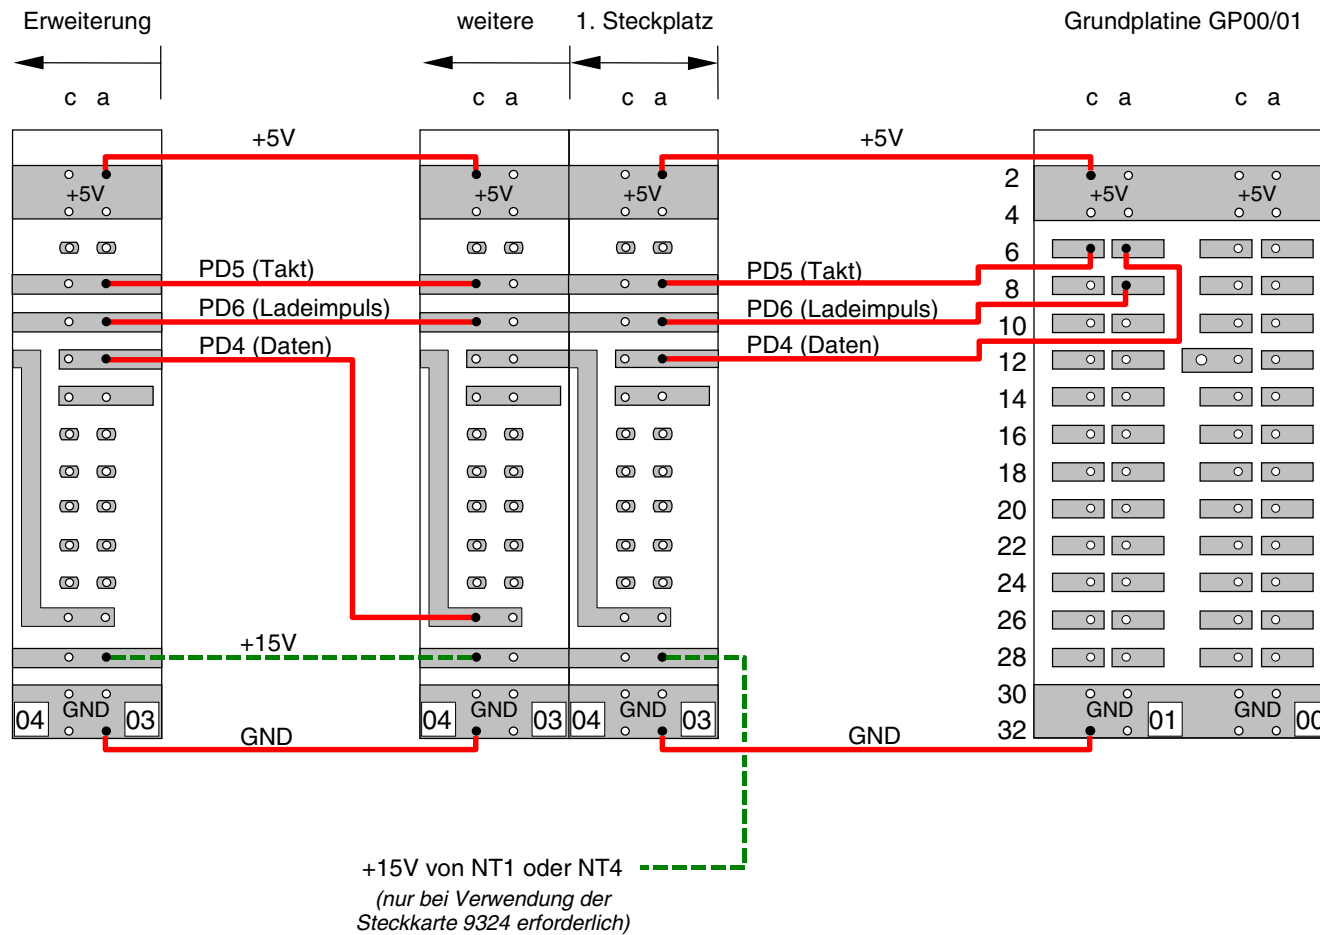 Erweiterung
weitere
1. Steckplatz
Grundplatine GP00/01
c a
c a
c a
c a
c a
+5V
+5V
+5V
+5V
+5V
+5V
+5V
2
4
6
8
10
12
14
16
18
20
22
24
26
28
30
32
PD5 (Takt)
PD6 (Ladeimpuls)
PD4 (Daten)
PD5 (Takt)
PD6 (Ladeimpuls)
PD4 (Daten)
+15V
04 GND 03
04 GND 03
04 GND 03
GND 01
GND 00
GND
GND
+15V von NT1 oder NT4
(nur bei Verwendung der
Steckkarte 9324 erforderlich)